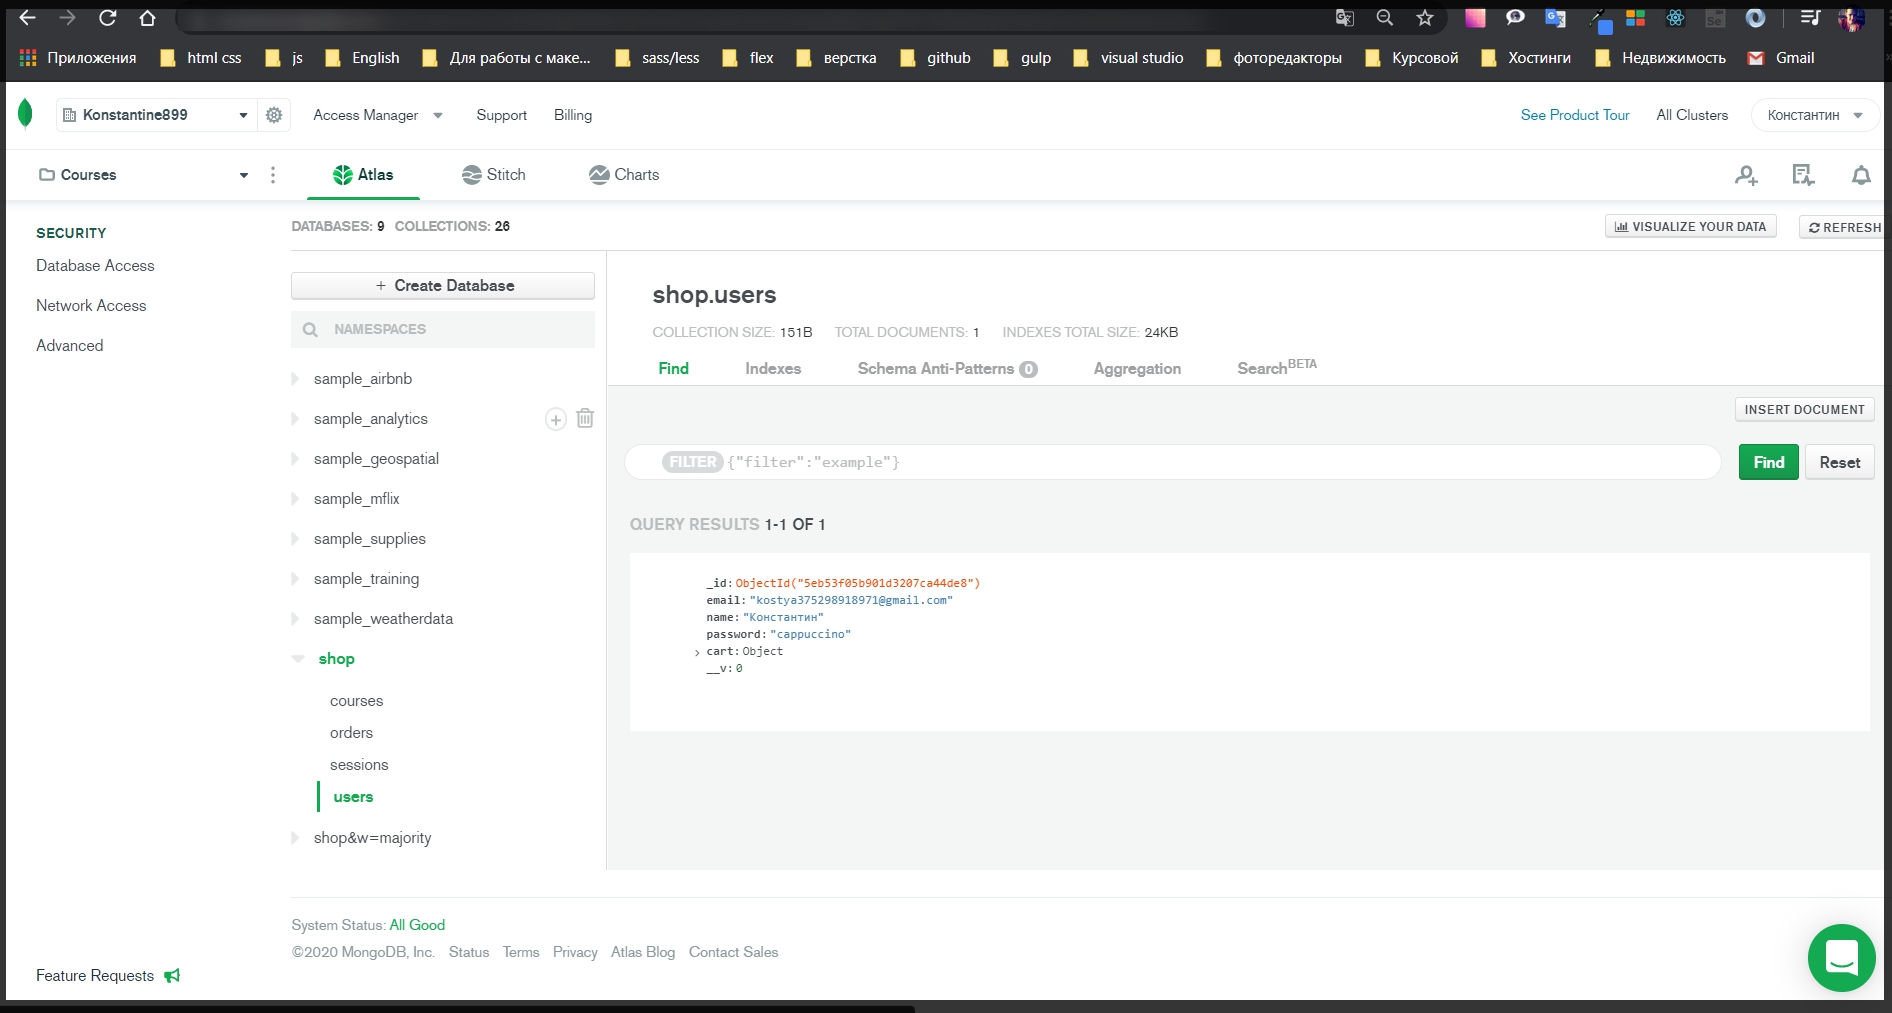 Приложения html css js English Для работы с маке... sass/less flex верстка github gulp visual studio фоторедакторы Курсовой Хостинги Недвижимость Gmail
Konstantine899 Access Manager Support Billing See Product Tour All Clusters Константин
Courses Atlas Stitch Charts
DATABASES: 9 COLLECTIONS: 26 VISUALIZE YOUR DATA REFRESH
SECURITY
Database Access
Network Access
Advanced
+ Create Database
NAMESPACES
sample_airbnb
sample_analytics
sample_geospatial
sample_mflix
sample_supplies
sample_training
sample_weatherdata
shop
courses
orders
sessions
users
shop&w=majority
shop.users
COLLECTION SIZE: 151B TOTAL DOCUMENTS: 1 INDEXES TOTAL SIZE: 24KB
Find Indexes Schema Anti-Patterns 0 Aggregation Search BETA
INSERT DOCUMENT
FILTER {"filter":"example"} Find Reset
QUERY RESULTS 1-1 OF 1
_id: ObjectId("5eb53f05b901d3207ca44de8")
email: "kostya375298918971@gmail.com"
name: "Константин"
password: "cappuccino"
cart: Object
__v: 0
System Status: All Good
©2020 MongoDB, Inc. Status Terms Privacy Atlas Blog Contact Sales
Feature Requests